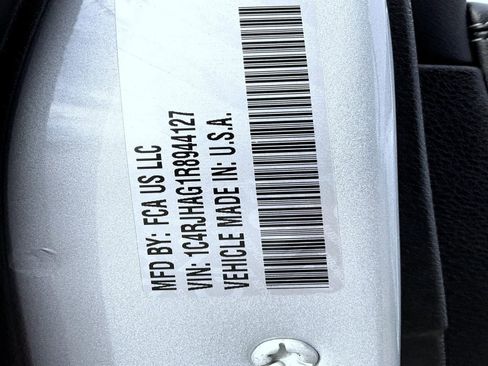 MFD BY: FCA US LLC
VIN: 1C4RJHAG1R8944127
VEHICLE MADE IN: U.S.A.